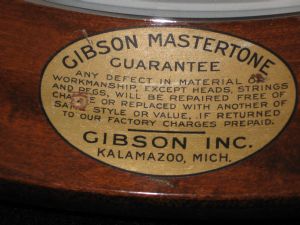 GIBSON MASTERTONE
GUARANTEE
ANY DEFECT IN MATERIAL OR
WORKMANSHIP, EXCEPT HEADS, STRINGS
AND PEGS, WILL BE REPAIRED FREE OF
CHARGE OR REPLACED WITH ANOTHER OF
SAME STYLE OR VALUE, IF RETURNED
TO OUR FACTORY CHARGES PREPAID.
GIBSON INC.
KALAMAZOO, MICH.